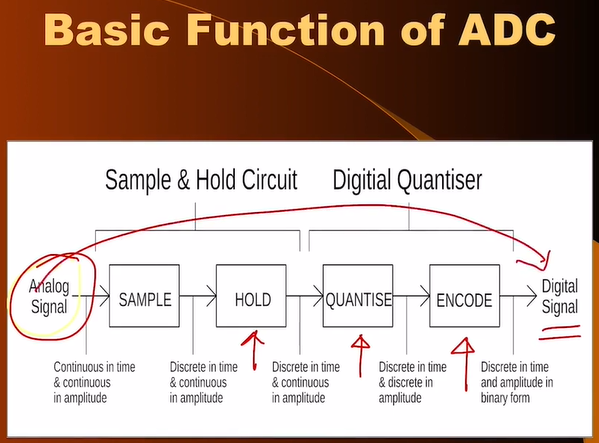 Basic Function of ADC
Sample & Hold Circuit
Digitial Quantiser
Analog
Signal
SAMPLE
HOLD
QUANTISE
ENCODE
Digital
Signal
Continuous in time
& continuous
in amplitude
Discrete in time
& continuous
in amplitude
Discrete in time
& continuous
in amplitude
Discrete in time
& discrete in
amplitude
Discrete in time
and amplitude in
binary form